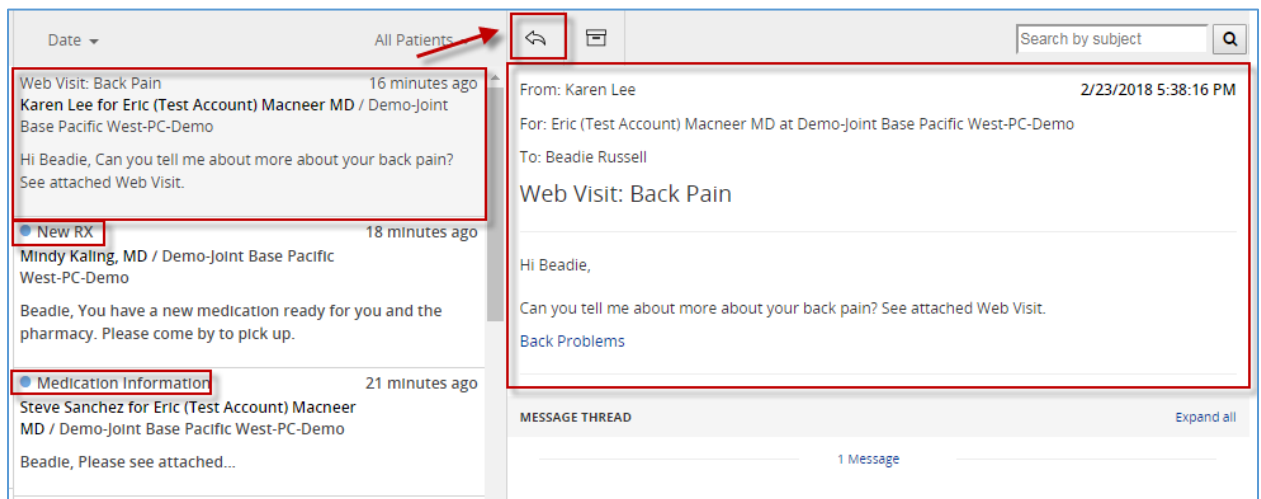 Date
All Patients
Search by subject
Web Visit: Back Pain
16 minutes ago
Karen Lee for Eric (Test Account) Macneer MD / Demo-Joint
Base Pacific West-PC-Demo
Hi Beadie, Can you tell me about more about your back pain?
See attached Web Visit.
New RX
18 minutes ago
Mindy Kaling, MD / Demo-Joint Base Pacific
West-PC-Demo
Beadie, You have a new medication ready for you and the
pharmacy. Please come by to pick up.
Medication Information
21 minutes ago
Steve Sanchez for Eric (Test Account) Macneer
MD / Demo-Joint Base Pacific West-PC-Demo
Beadie, Please see attached...
From: Karen Lee
2/23/2018 5:38:16 PM
For: Eric (Test Account) Macneer MD at Demo-Joint Base Pacific West-PC-Demo
To: Beadie Russell
Web Visit: Back Pain
Hi Beadie,
Can you tell me about more about your back pain? See attached Web Visit.
Back Problems
MESSAGE THREAD
Expand all
1 Message